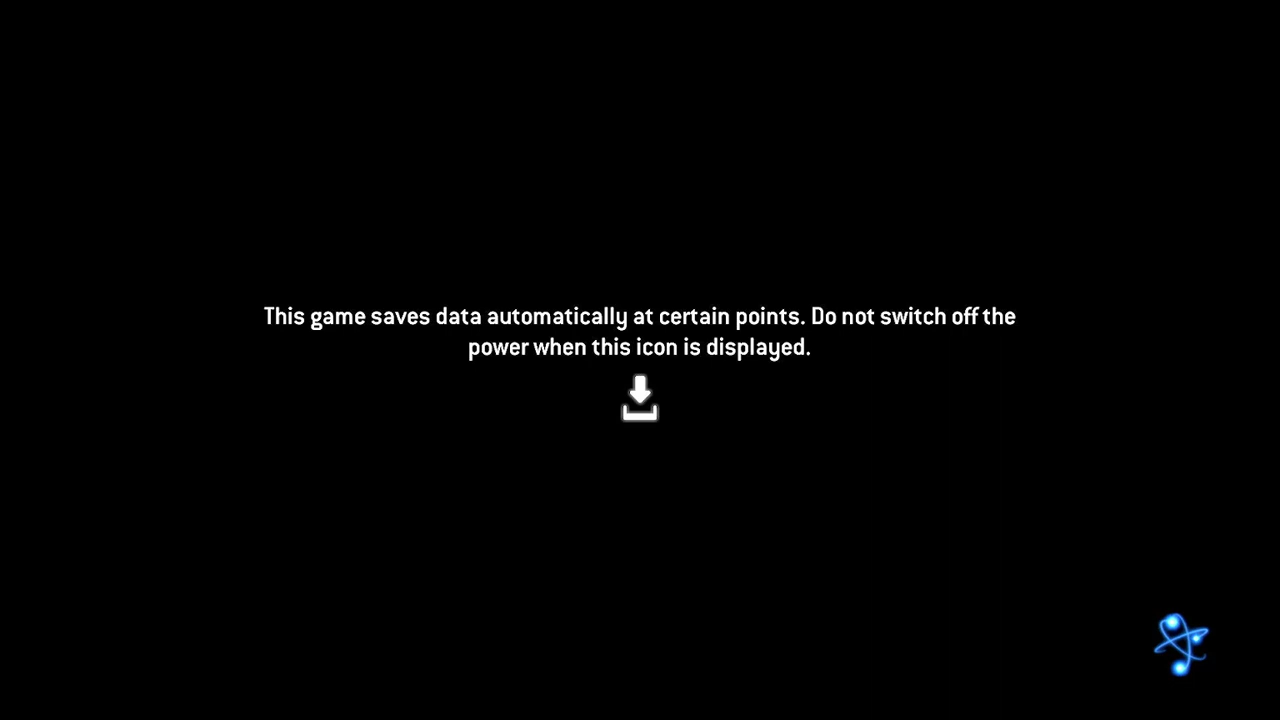 This game saves data automatically at certain points. Do not switch off the
power when this icon is displayed.